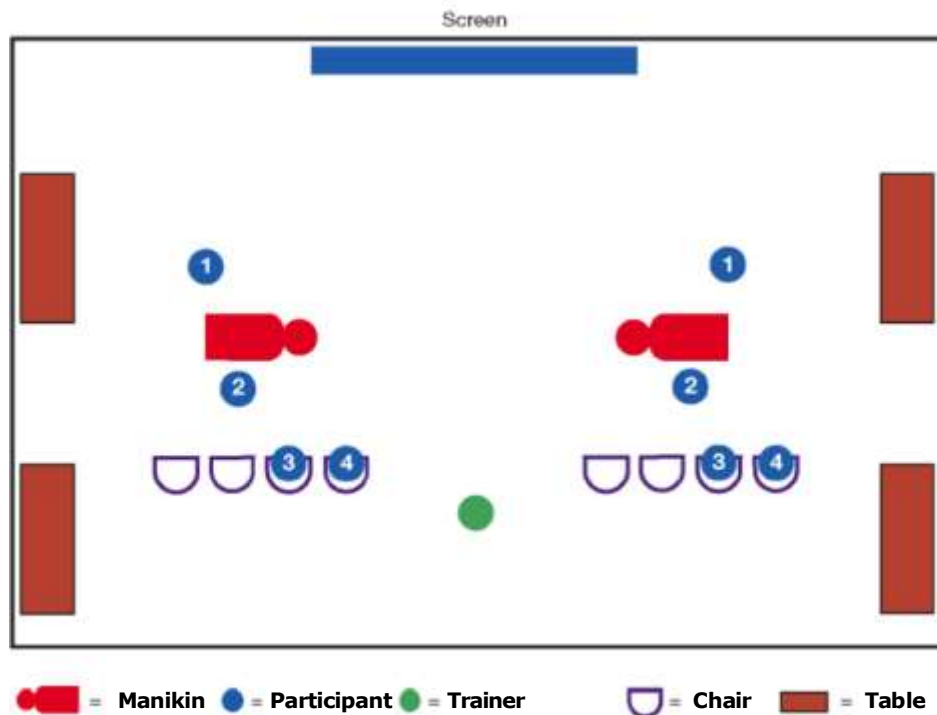 Screen
1 1
2 2
3 4 3 4
= Manikin = Participant = Trainer = Chair = Table